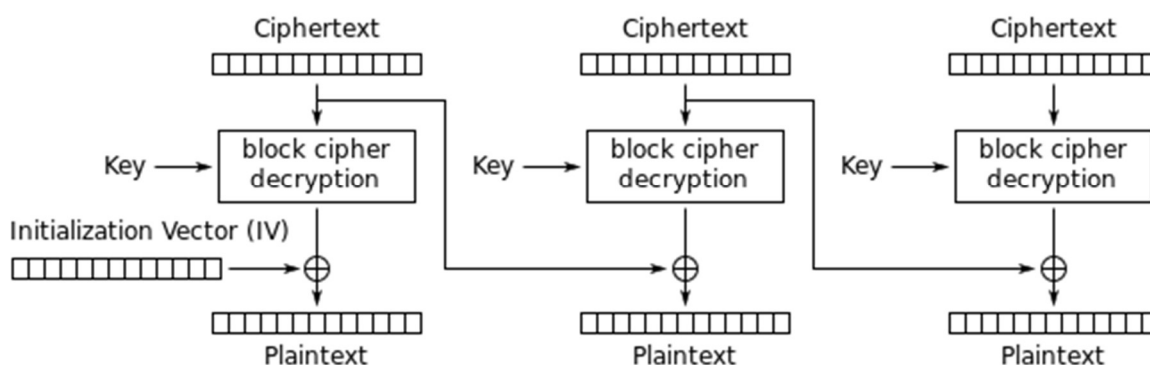 Ciphertext Ciphertext Ciphertext
Key block cipher decryption Key block cipher decryption Key block cipher decryption
Initialization Vector (IV)
Plaintext Plaintext Plaintext